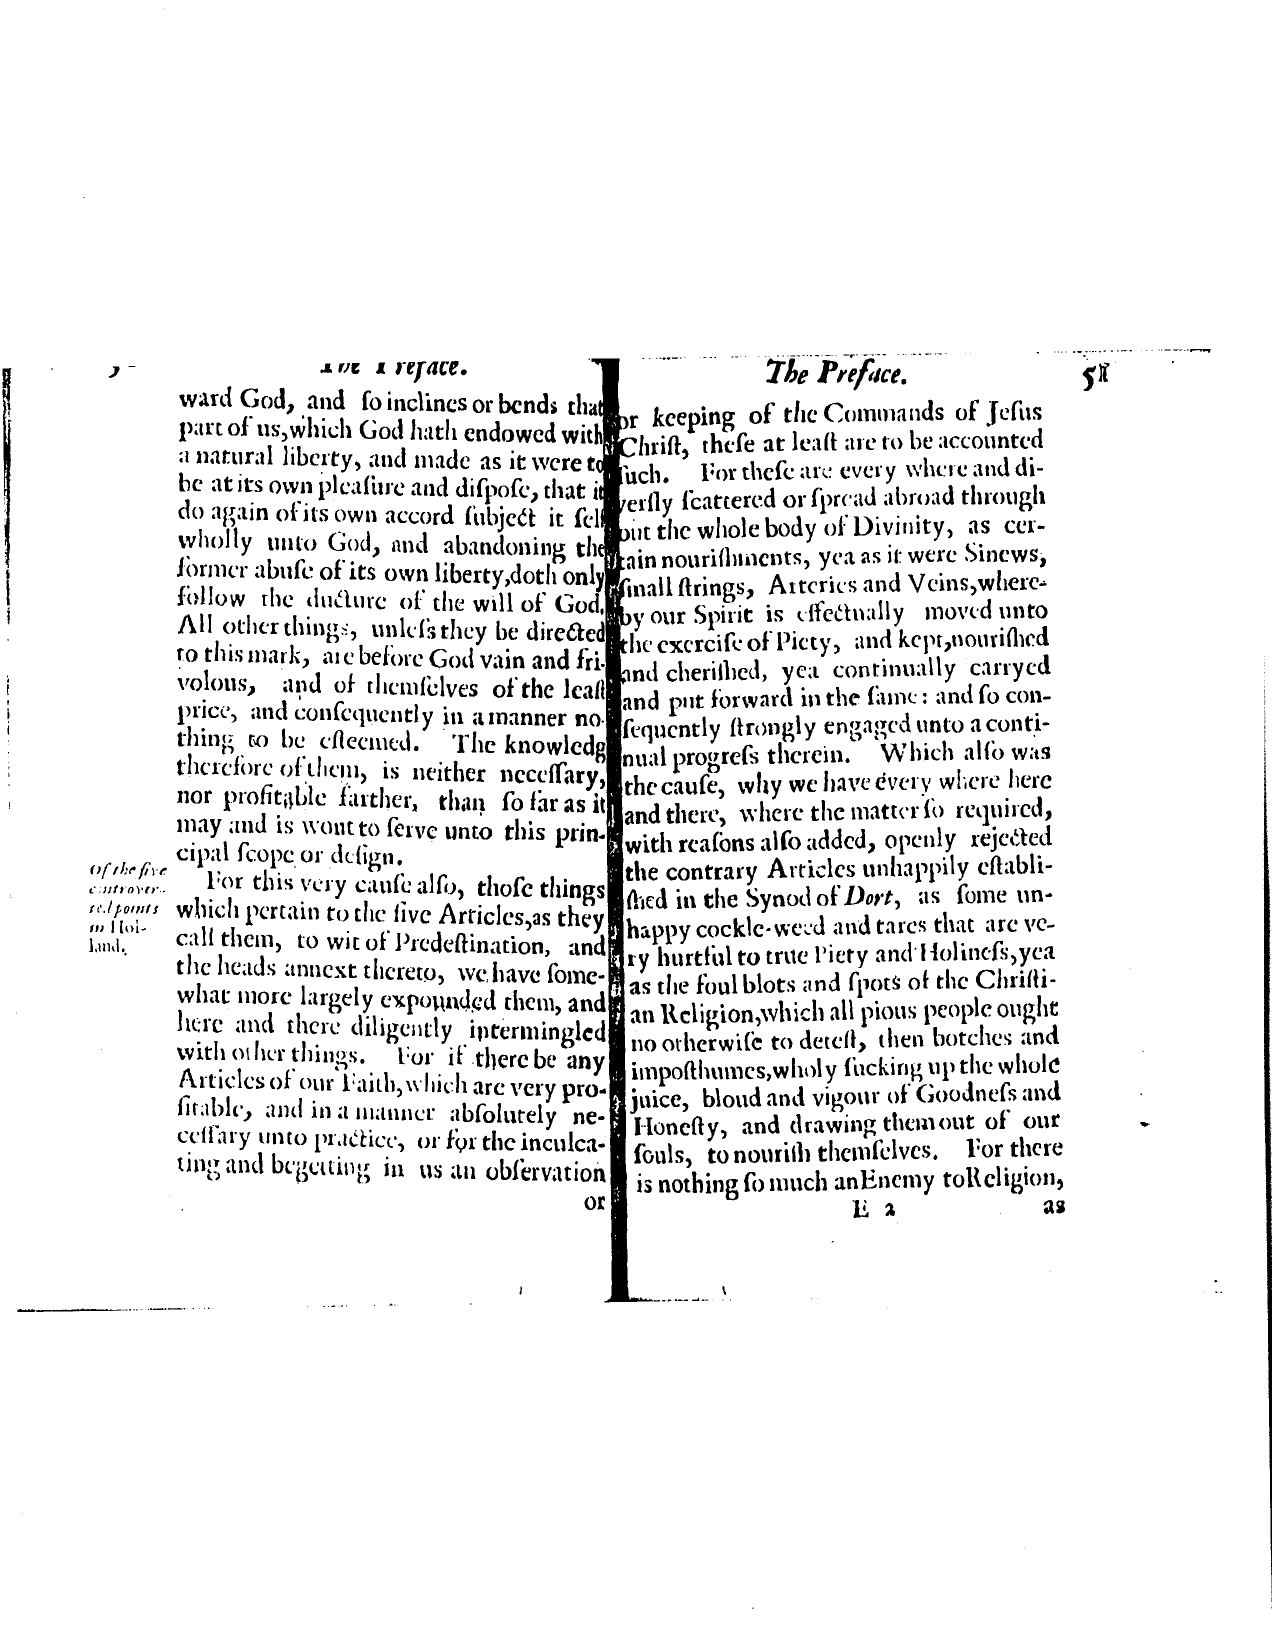 The Preface.
ward God, and ſo inclines or bends that
part of us, which God hath endowed with
a natural liberty, and made as it were to
be at its own pleaſure and diſpoſe, that it
do again of its own accord ſubject it ſelf
wholly unto God, and abandoning the
former abuſe of its own liberty, doth only
follow the ducture of the will of God.
All other things, unleſs they be directed
to this mark, are before God vain and fri-
volous, and of themſelves of the leaſt
price, and conſequently in a manner no-
thing to be eſteemed. The knowledg
therefore of them, is neither neceſſary,
nor profitable farther, than ſo far as it
may and is wont to ſerve unto this prin-
cipal ſcope or deſign.
Of the five
controver-
sed points
in Hol-
land.
For this very cauſe alſo, thoſe things
which pertain to the five Articles, as they
call them, to wit of Predeſtination, and
the heads annext thereto, we have ſome-
what more largely expounded them, and
here and there diligently intermingled
with other things. For if there be any
Articles of our Faith, which are very pro-
fitable, and in a manner abſolutely ne-
ceſſary unto practice, or for the inculca-
ting and begetting in us an obſervation
or
The Preface.
or keeping of the Commands of Jeſus
Chriſt, theſe at leaſt are to be accounted
ſuch. For theſe are every where and di-
verſly ſcattered or ſpread abroad through
out the whole body of Divinity, as cer-
tain nouriſhments, yea as it were Sinews,
ſmall ſtrings, Arteries and Veins, where-
by our Spirit is effectually moved unto
the exerciſe of Piety, and kept, nouriſhed
and cheriſhed, yea continually carryed
and put forward in the ſame: and ſo con-
ſequently ſtrongly engaged unto a conti-
nual progreſs therein. Which alſo was
the cauſe, why we have every where here
and there, where the matter ſo required,
with reaſons alſo added, openly rejected
the contrary Articles unhappily eſtabli-
ſhed in the Synod of Dort, as ſome un-
happy cockle-weed and tares that are ve-
ry hurtful to true Piety and Holineſs, yea
as the foul blots and ſpots of the Chriſti-
an Religion, which all pious people ought
no otherwiſe to deteſt, then botches and
impoſthumes, wholy ſucking up the whole
juice, bloud and vigour of Goodneſs and
Honeſty, and drawing them out of our
ſouls, to nouriſh themſelves. For there
is nothing ſo much an Enemy to Religion,
E 2 as